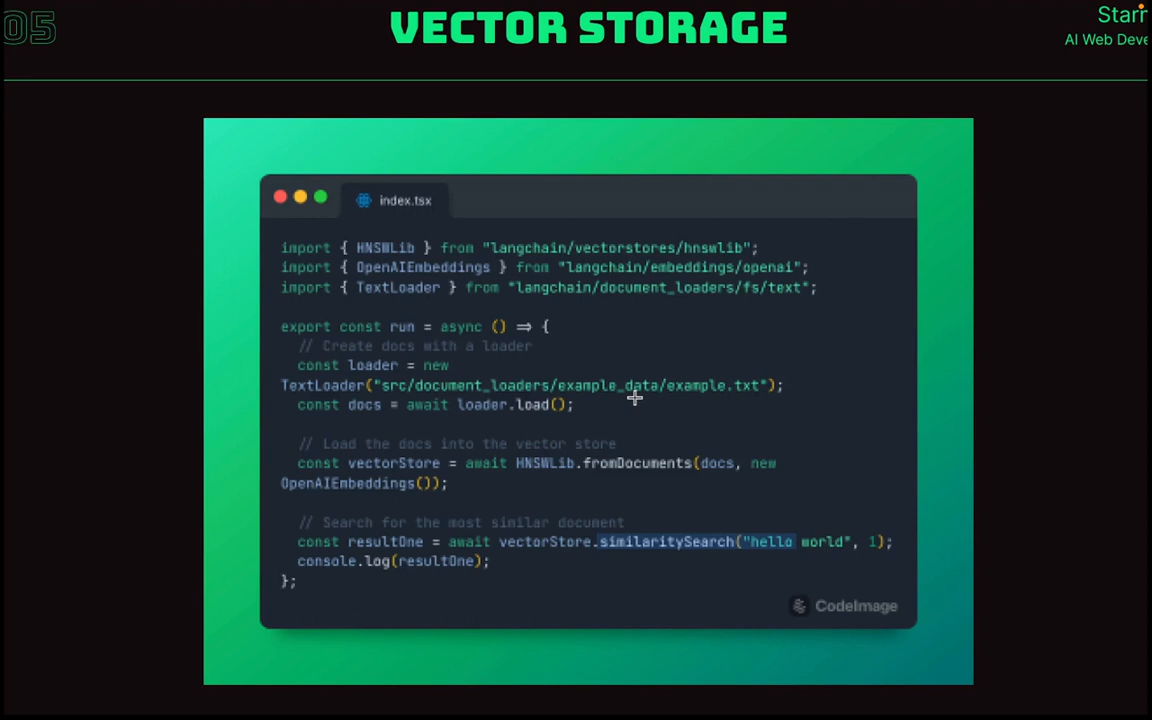 05
VECTOR STORAGE
Starr
AI Web Deve
index.tsx
import { HNSWLib } from "langchain/vectorstores/hnswlib";
import { OpenAIEmbeddings } from "langchain/embeddings/openai";
import { TextLoader } from "langchain/document_loaders/fs/text";
export const run = async () => {
// Create docs with a loader
const loader = new
TextLoader("src/document_loaders/example_data/example.txt");
const docs = await loader.load();
// Load the docs into the vector store
const vectorStore = await HNSWLib.fromDocuments(docs, new
OpenAIEmbeddings());
// Search for the most similar document
const resultOne = await vectorStore.similaritySearch("hello world", 1);
console.log(resultOne);
};
CodeImage